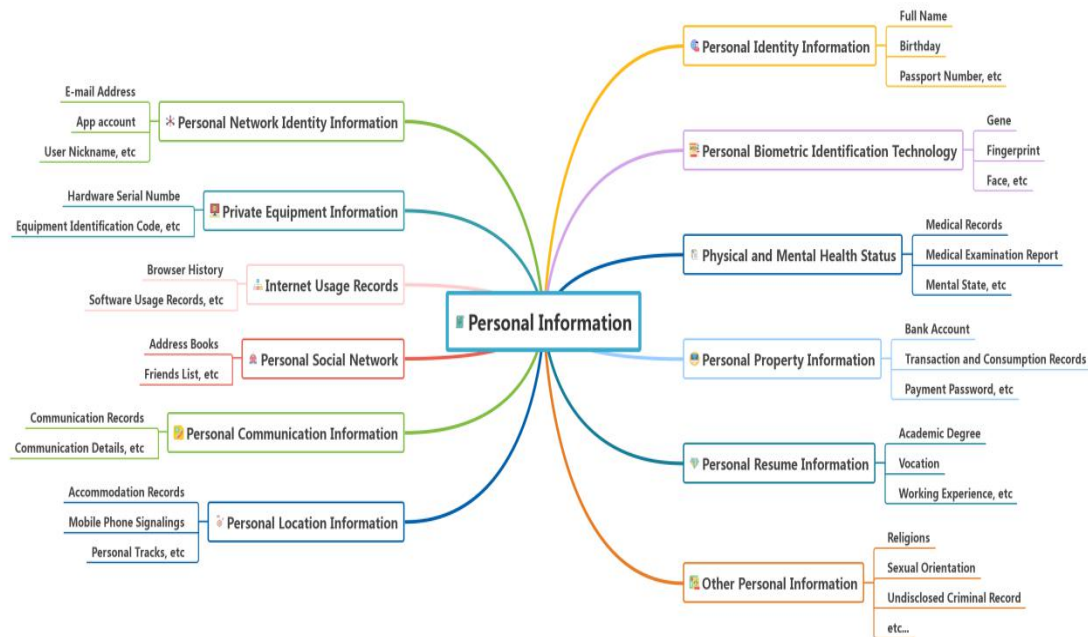 Personal Information
Personal Identity Information
Full Name
Birthday
Passport Number, etc
Personal Biometric Identification Technology
Gene
Fingerprint
Face, etc
Physical and Mental Health Status
Medical Records
Medical Examination Report
Mental State, etc
Personal Property Information
Bank Account
Transaction and Consumption Records
Payment Password, etc
Personal Resume Information
Academic Degree
Vocation
Working Experience, etc
Other Personal Information
Religions
Sexual Orientation
Undisclosed Criminal Record
etc...
Personal Network Identity Information
E-mail Address
App account
User Nickname, etc
Private Equipment Information
Hardware Serial Numbe
Equipment Identification Code, etc
Internet Usage Records
Browser History
Software Usage Records, etc
Personal Social Network
Address Books
Friends List, etc
Personal Communication Information
Communication Records
Communication Details, etc
Personal Location Information
Accommodation Records
Mobile Phone Signalings
Personal Tracks, etc